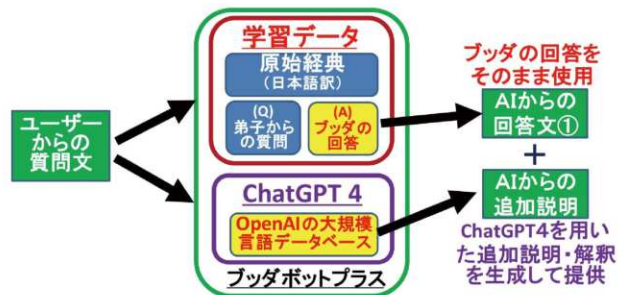 ユーザー
からの
質問文
学習データ
原始経典
（日本語訳）
(Q)
弟子から
の質問
(A)
ブッダの
回答
ChatGPT 4
OpenAIの大規模
言語データベース
ブッダボットプラス
ブッダの回答を
そのまま使用
AIからの
回答文①
+
AIからの
追加説明
ChatGPT4を用い
た追加説明・解釈
を生成して提供